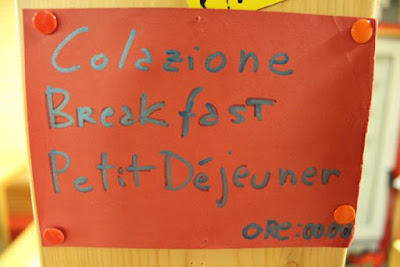 Colazione
Breakfast
Petit Déjeuner
ORE:00.00